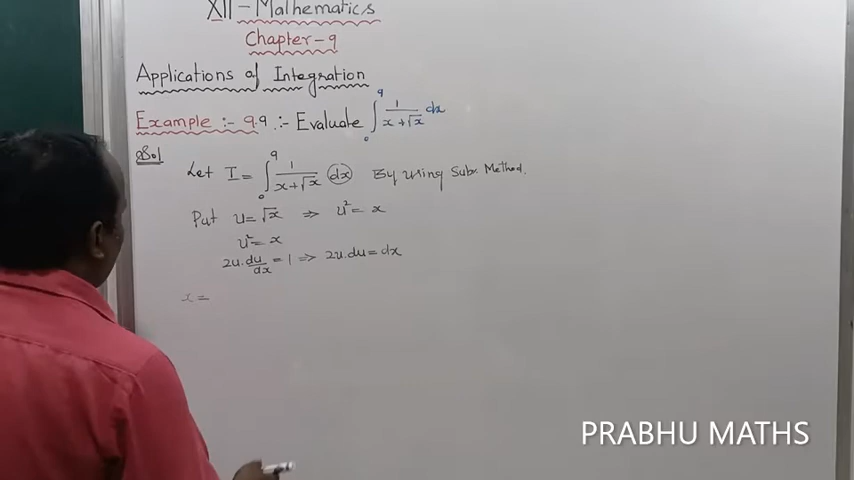 XII - Mathematics
Chapter-9
Applications of Integration
Example :- 9.9 :- Evaluate ∫₀⁹ 1/(x+√x) dx
Sol
Let I = ∫₀⁹ 1/(x+√x) dx By using Sub. Method.
Put u = √x ⇒ u² = x
u² = x
2u. du/dx = 1 ⇒ 2u.du = dx
x =
PRABHU MATHS